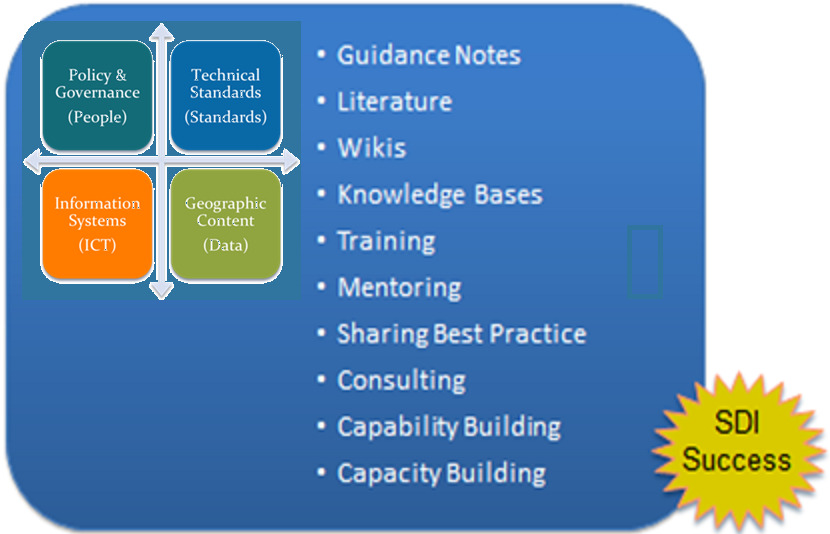 Policy &
Governance
(People)
Technical
Standards
(Standards)
Information
Systems
(ICT)
Geographic
Content
(Data)
• Guidance Notes
• Literature
• Wikis
• Knowledge Bases
• Training
• Mentoring
• Sharing Best Practice
• Consulting
• Capability Building
• Capacity Building
SDI
Success